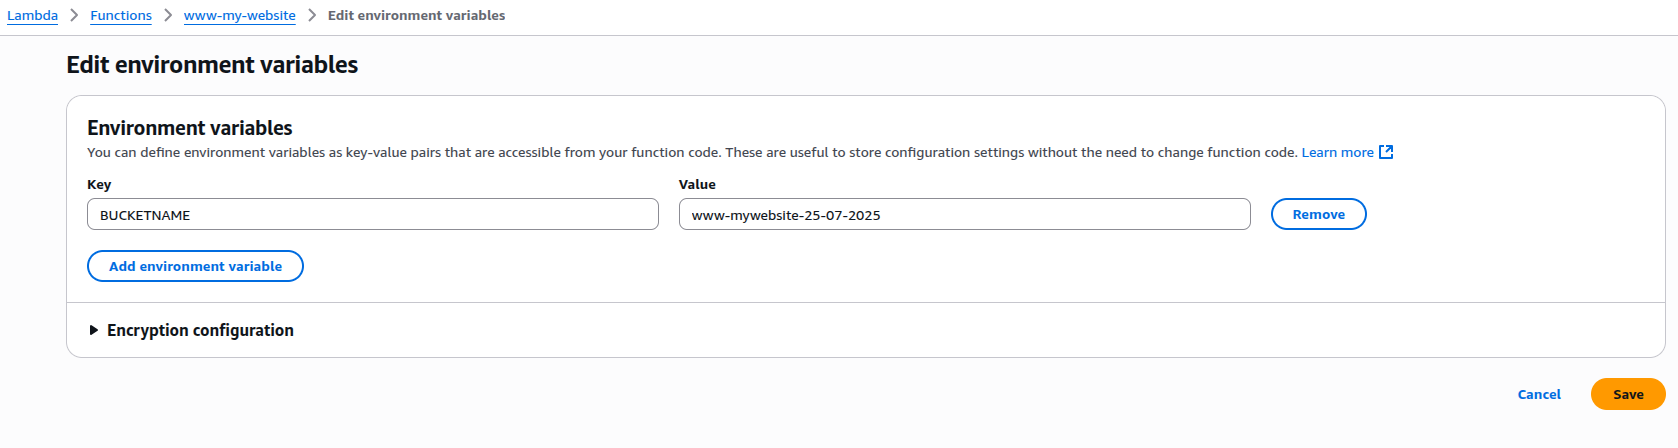 Lambda Functions www-my-website Edit environment variables
Edit environment variables
Environment variables
You can define environment variables as key-value pairs that are accessible from your function code. These are useful to store configuration settings without the need to change function code. Learn more
Key Value
BUCKETNAME www-mywebsite-25-07-2025 Remove
Add environment variable
Encryption configuration
Cancel Save